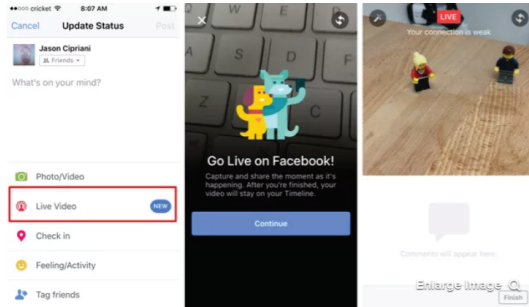 cricket 8:07 AM
Cancel Update Status Post
Jason Cipriani
Friends
What's on your mind?
Photo/Video
Live Video NEW
Check in
Feeling/Activity
Tag friends
Q W E
A S D
Z X C
Go Live on Facebook!
Capture and share the moment as it's
happening. After you're finished, your
video will stay on your Timeline.
Continue
LIVE
Your connection is weak
Comments will appear here.
Enlarge Image
Finish